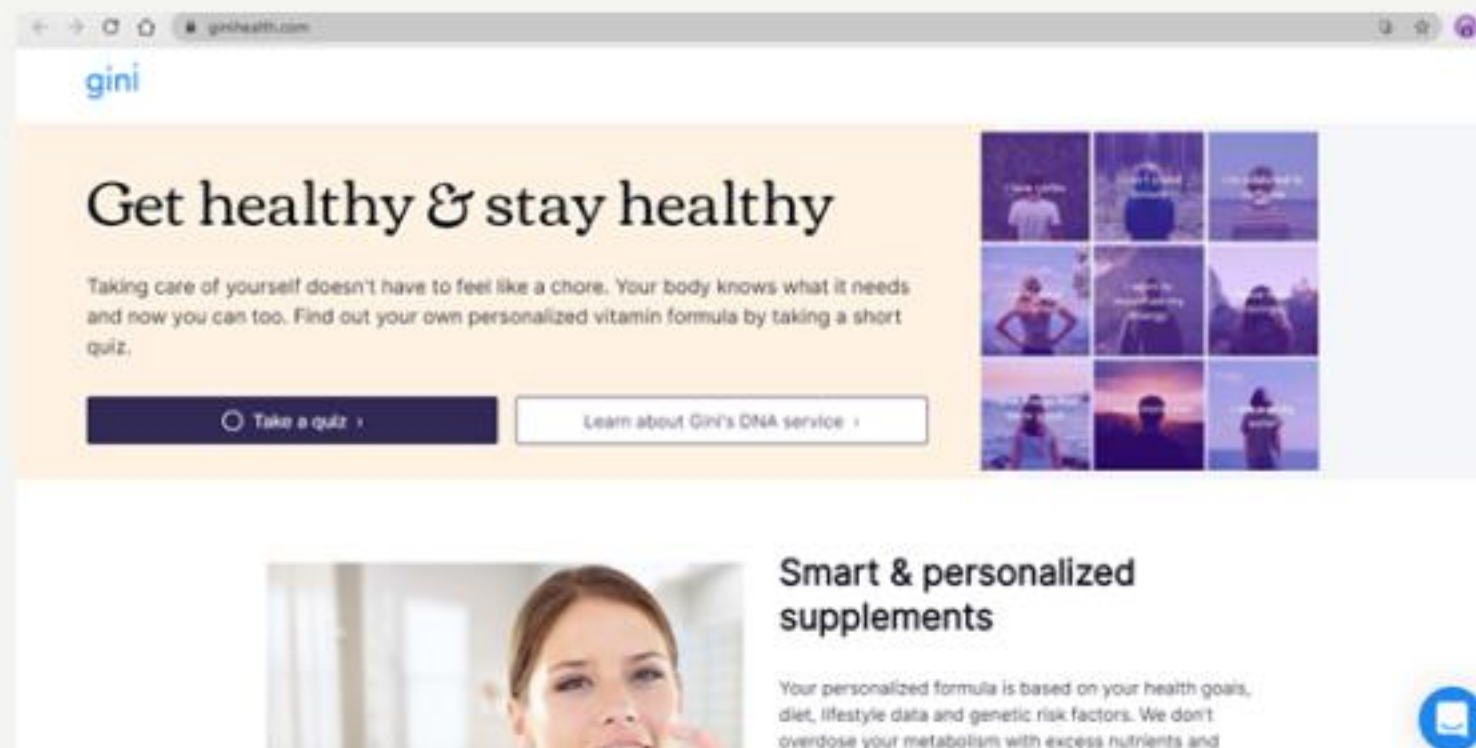 ginihealth.com
gini
Get healthy & stay healthy
Taking care of yourself doesn't have to feel like a chore. Your body knows what it needs
and now you can too. Find out your own personalized vitamin formula by taking a short
quiz.
Take a quiz ›
Learn about Gini's DNA service ›
Smart & personalized
supplements
Your personalized formula is based on your health goals,
diet, lifestyle data and genetic risk factors. We don't
overdose your metabolism with excess nutrients and